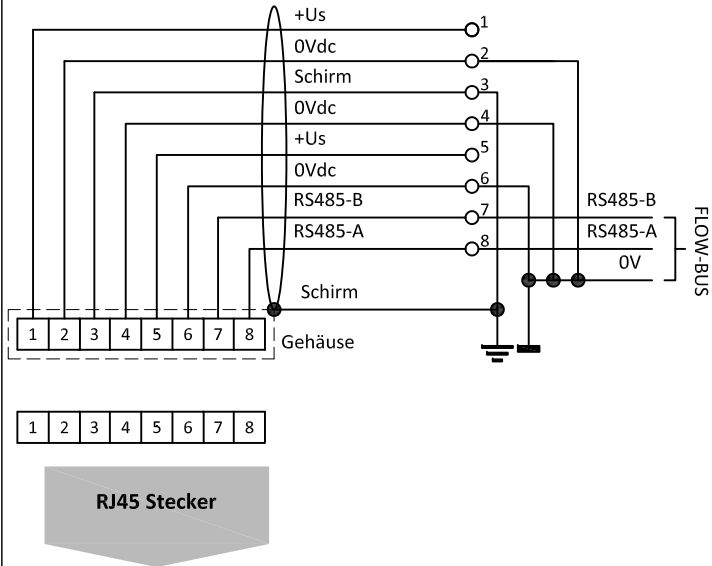 +Us 1
0Vdc 2
Schirm 3
0Vdc 4
+Us 5
0Vdc 6
RS485-B 7 RS485-B
RS485-A 8 RS485-A
0V
FLOW-BUS
Schirm
1 2 3 4 5 6 7 8
Gehäuse
1 2 3 4 5 6 7 8
RJ45 Stecker